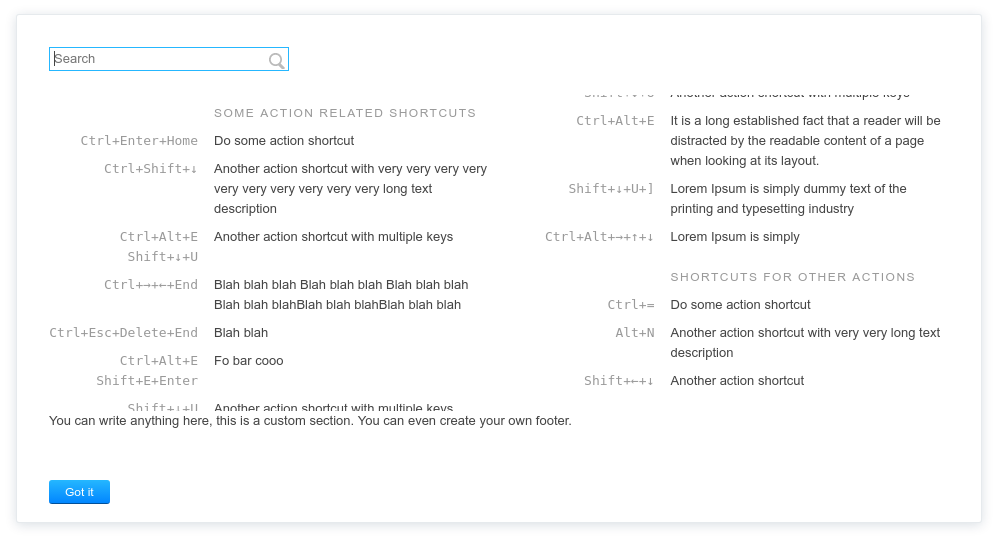 Search
SOME ACTION RELATED SHORTCUTS
Ctrl+Enter+Home Do some action shortcut
Ctrl+Shift+↓ Another action shortcut with very very very very
very very very very very very long text
description
Ctrl+Alt+E Another action shortcut with multiple keys
Shift+↓+U
Ctrl+→+←+End Blah blah blah Blah blah blah Blah blah blah
Blah blah blahBlah blah blahBlah blah blah
Ctrl+Esc+Delete+End Blah blah
Ctrl+Alt+E Fo bar cooo
Shift+E+Enter
Shift+↓+U Another action shortcut with multiple keys
Another action shortcut with multiple keys
Ctrl+Alt+E It is a long established fact that a reader will be
distracted by the readable content of a page
when looking at its layout.
Shift+↓+U+] Lorem Ipsum is simply dummy text of the
printing and typesetting industry
Ctrl+Alt+→+↑+↓ Lorem Ipsum is simply
SHORTCUTS FOR OTHER ACTIONS
Ctrl+= Do some action shortcut
Alt+N Another action shortcut with very very long text
description
Shift+←+↓ Another action shortcut
You can write anything here, this is a custom section. You can even create your own footer.
Got it